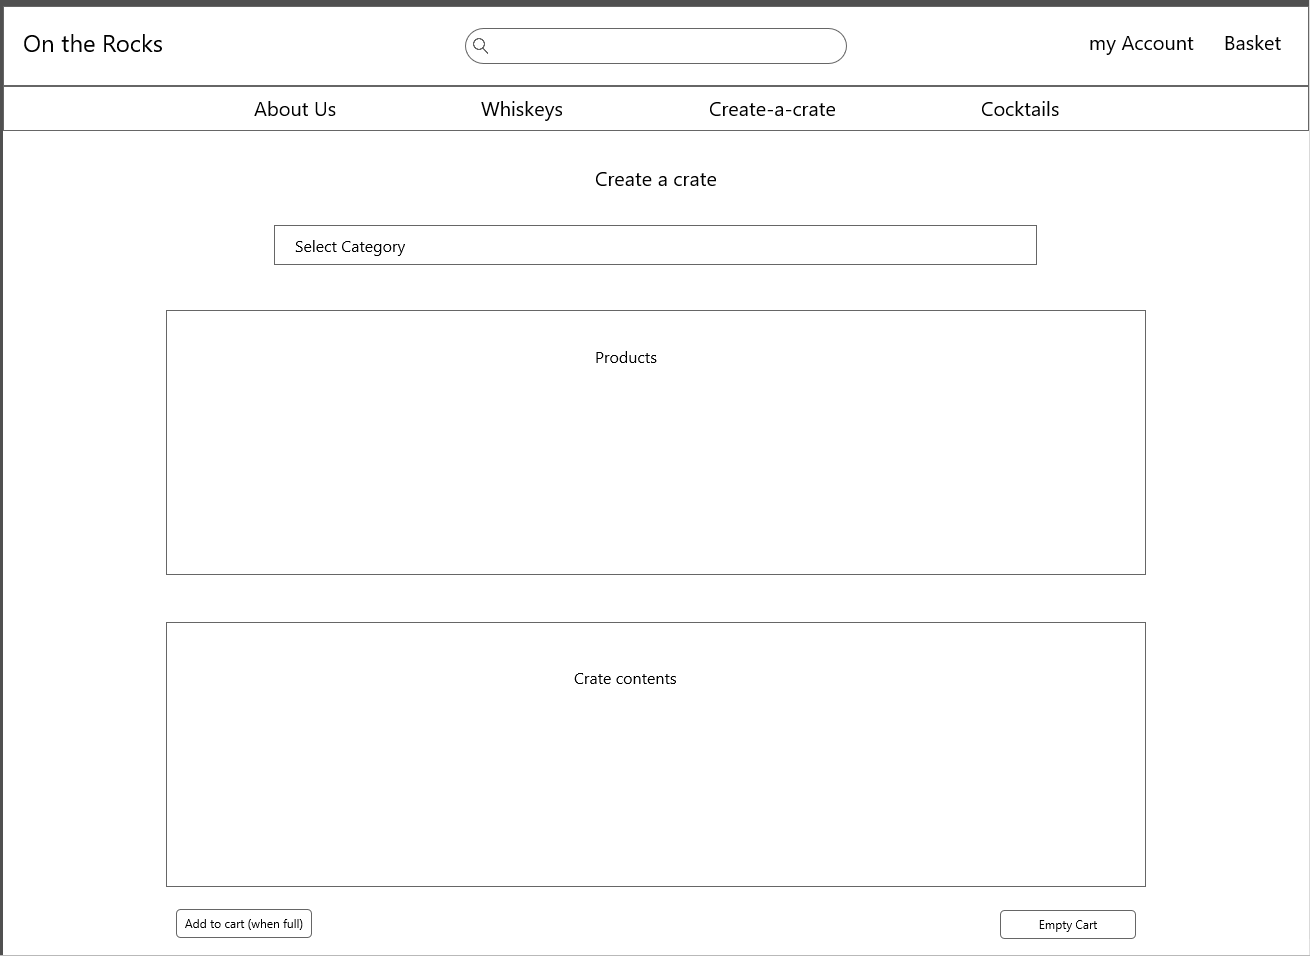 On the Rocks
my Account
Basket
About Us
Whiskeys
Create-a-crate
Cocktails
Create a crate
Select Category
Products
Crate contents
Add to cart (when full)
Empty Cart